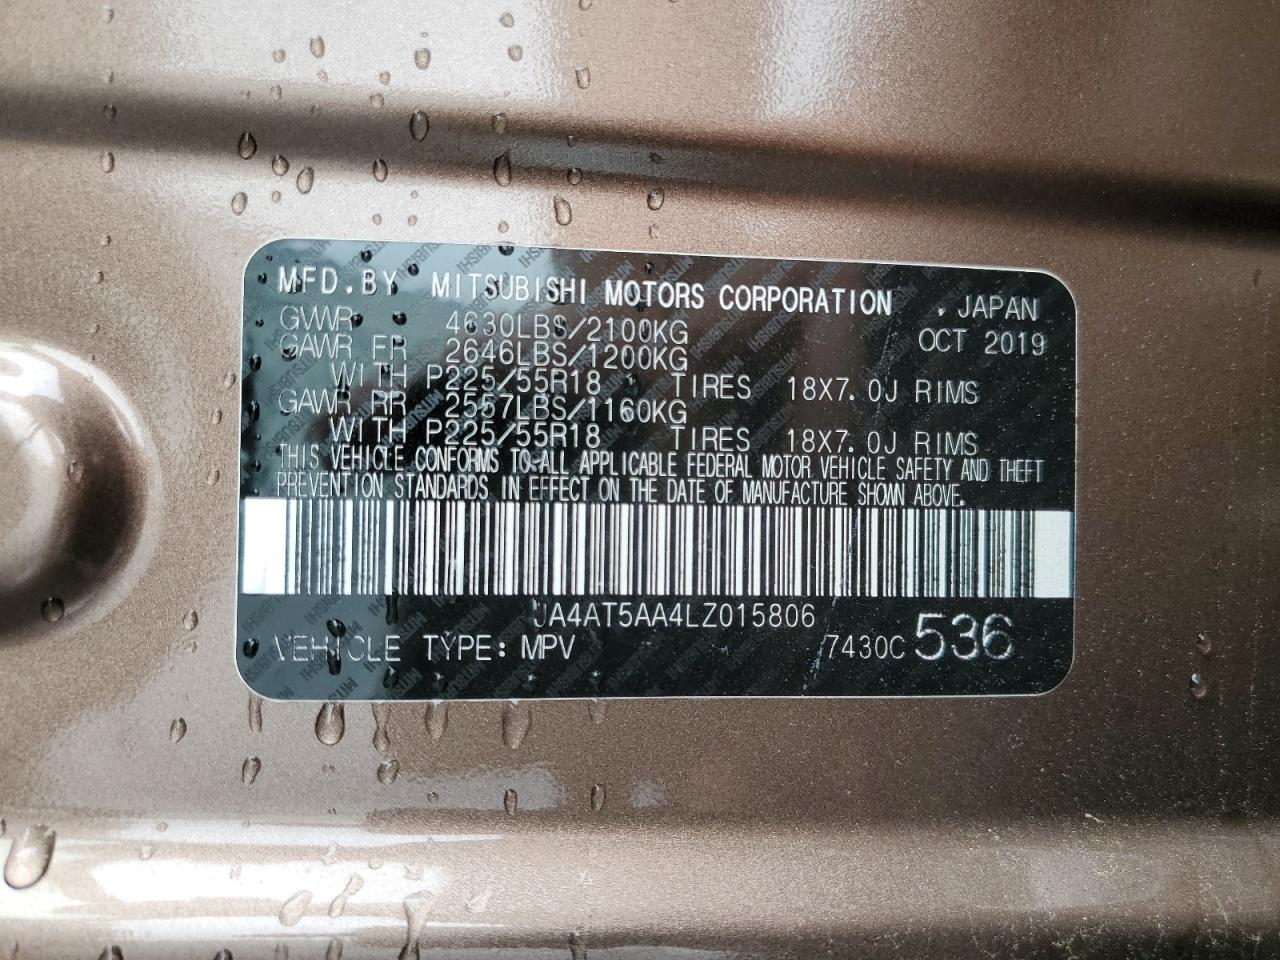 MFD. BY MITSUBISHI MOTORS CORPORATION , JAPAN
GVWR 4630LBS/2100KG OCT 2019
GAWR FR 2646LBS/1200KG
WITH P225/55R18 TIRES 18X7.0J RIMS
GAWR RR 2557LBS/1160KG
WITH P225/55R18 TIRES 18X7.0J RIMS
THIS VEHICLE CONFORMS TO ALL APPLICABLE FEDERAL MOTOR VEHICLE SAFETY AND THEFT
PREVENTION STANDARDS IN EFFECT ON THE DATE OF MANUFACTURE SHOWN ABOVE.
JA4AT5AA4LZ015806
VEHICLE TYPE: MPV 7430C 536